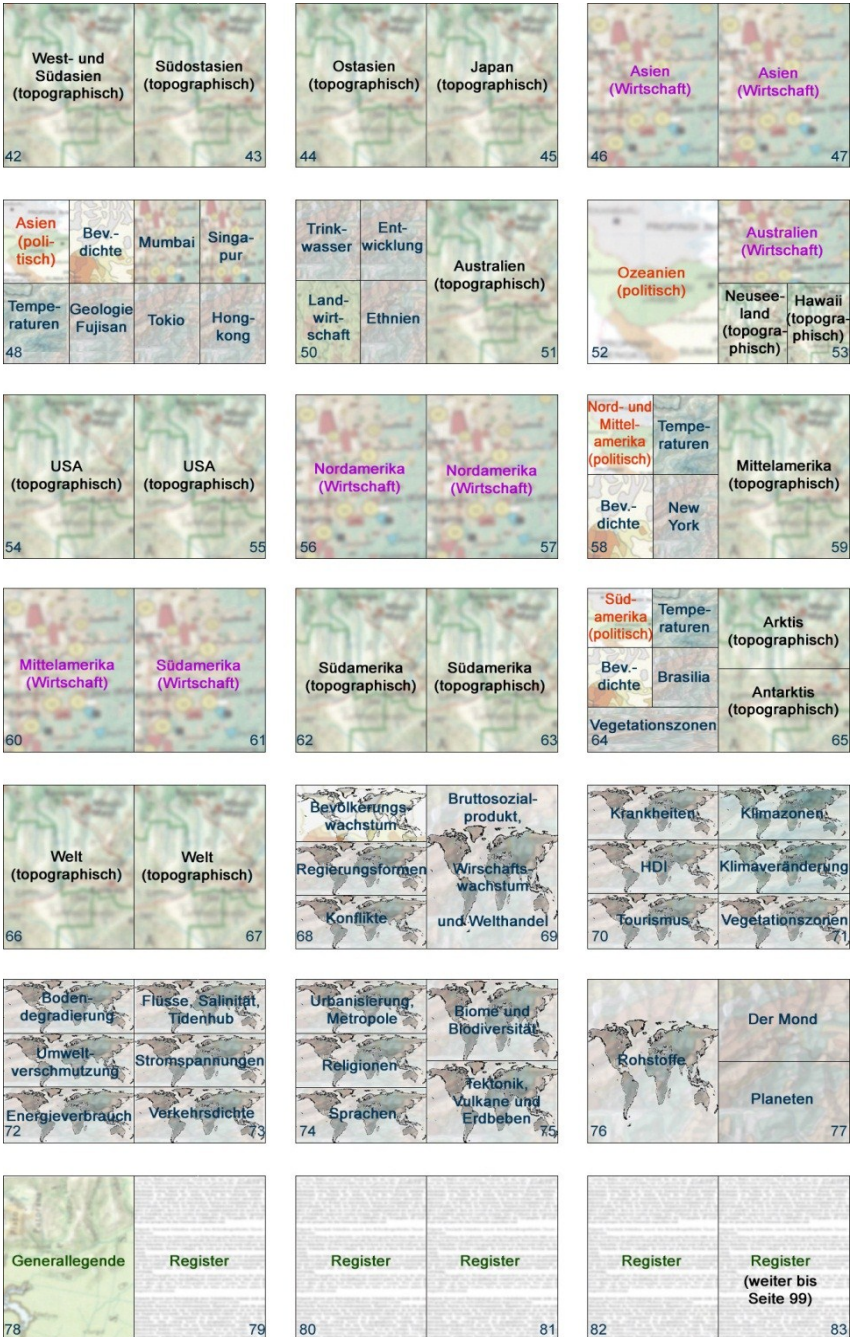 West- und
Südasien
(topographisch)
42
Südostasien
(topographisch)
43
Ostasien
(topographisch)
44
Japan
(topographisch)
45
Asien
(Wirtschaft)
46
Asien
(Wirtschaft)
47
Asien
(poli-
tisch)
Bev.-
dichte
Mumbai
Singa-
pur
Tempe-
raturen
Geologie
Fujisan
Tokio
Hong-
kong
48
Trink-
wasser
Ent-
wicklung
Land-
wirt-
schaft
Ethnien
50
Australien
(topographisch)
51
Ozeanien
(politisch)
52
Australien
(Wirtschaft)
Neusee-
land
(topogra-
phisch)
Hawaii
(topogra-
phisch)
53
USA
(topographisch)
54
USA
(topographisch)
55
Nordamerika
(Wirtschaft)
56
Nordamerika
(Wirtschaft)
57
Nord- und
Mittel-
amerika
(politisch)
Tempe-
raturen
Bev.-
dichte
New
York
58
Mittelamerika
(topographisch)
59
Mittelamerika
(Wirtschaft)
60
Südamerika
(Wirtschaft)
61
Südamerika
(topographisch)
62
Südamerika
(topographisch)
63
Süd-
amerika
(politisch)
Tempe-
raturen
Bev.-
dichte
Brasilia
Vegetationszonen
64
Arktis
(topographisch)
Antarktis
(topographisch)
65
Welt
(topographisch)
66
Welt
(topographisch)
67
Bevölkerungs-
wachstum
Regierungsformen
Konflikte
68
Bruttosozial-
produkt,
Wirschafts-
wachstum
und Welthandel
69
Krankheiten
HDI
Tourismus
70
Klimazonen
Klimaveränderung
Vegetationszonen
71
Boden-
degradierung
Umwelt-
verschmutzung
Energieverbrauch
72
Flüsse, Salinität,
Tidenhub
Stromspannungen
Verkehrsdichte
73
Urbanisierung,
Metropole
Religionen
Sprachen
74
Biome und
Biodiversität
Tektonik,
Vulkane und
Erdbeben
75
Rohstoffe
76
Der Mond
Planeten
77
Generallegende
78
Register
79
Register
80
Register
81
Register
82
Register
(weiter bis
Seite 99)
83